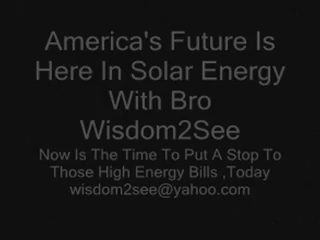 America's Future Is
Here In Solar Energy
With Bro
Wisdom2See
Now Is The Time To Put A Stop To
Those High Energy Bills ,Today
wisdom2see@yahoo.com